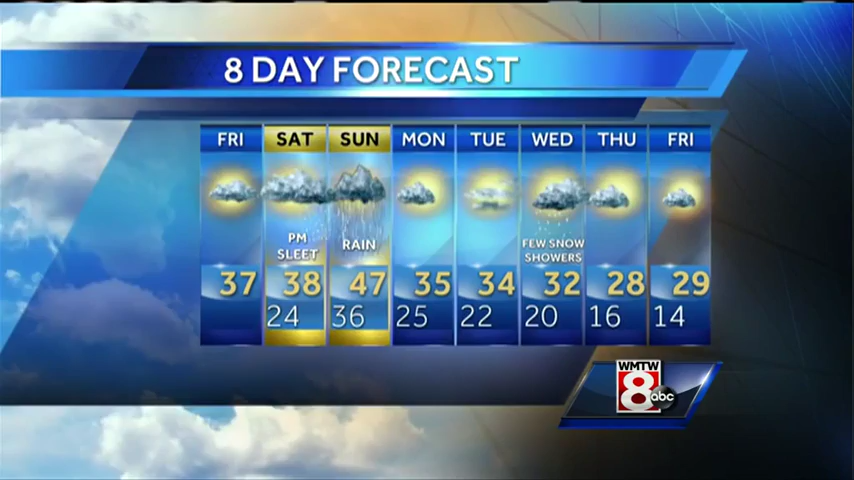 8 DAY FORECAST
FRI SAT SUN MON TUE WED THU FRI
PM
SLEET
RAIN
FEW SNOW
SHOWERS
37 38 47 35 34 32 28 29
24 36 25 22 20 16 14
WMTW
8 abc